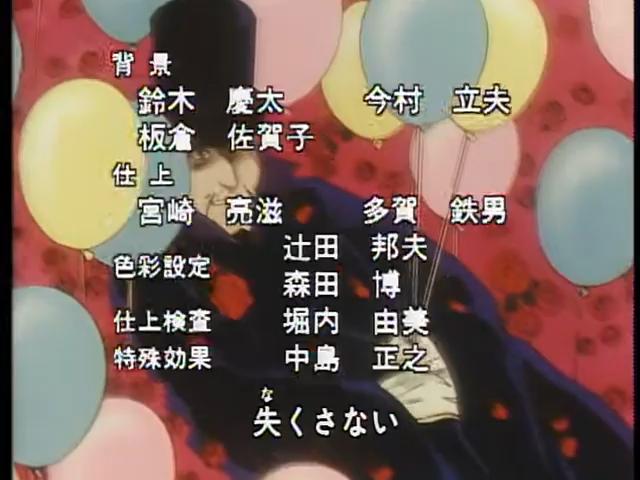 背景
鈴木 慶太 今村 立夫
板倉 佐賀子
仕上
宮崎 亮滋 多賀 鉄男
色彩設定 辻田 邦夫
森田 博
仕上検査 堀内 由美
特殊効果 中島 正之
な
失くさない